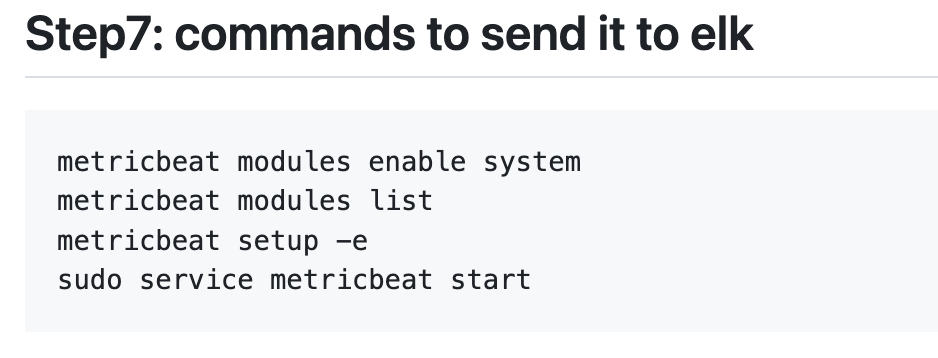 Step7: commands to send it to elk
metricbeat modules enable system
metricbeat modules list
metricbeat setup -e
sudo service metricbeat start